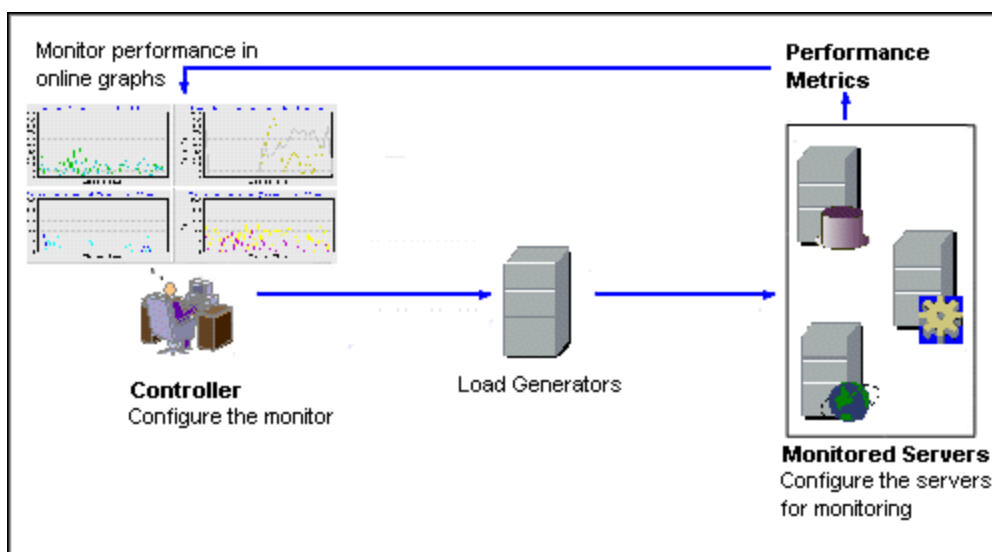 Monitor performance in
online graphs
Performance
Metrics
Controller
Configure the monitor
Load Generators
Monitored Servers
Configure the servers
for monitoring